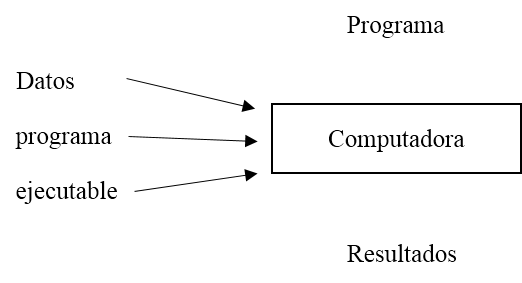 Programa
Datos
programa
Computadora
ejecutable
Resultados